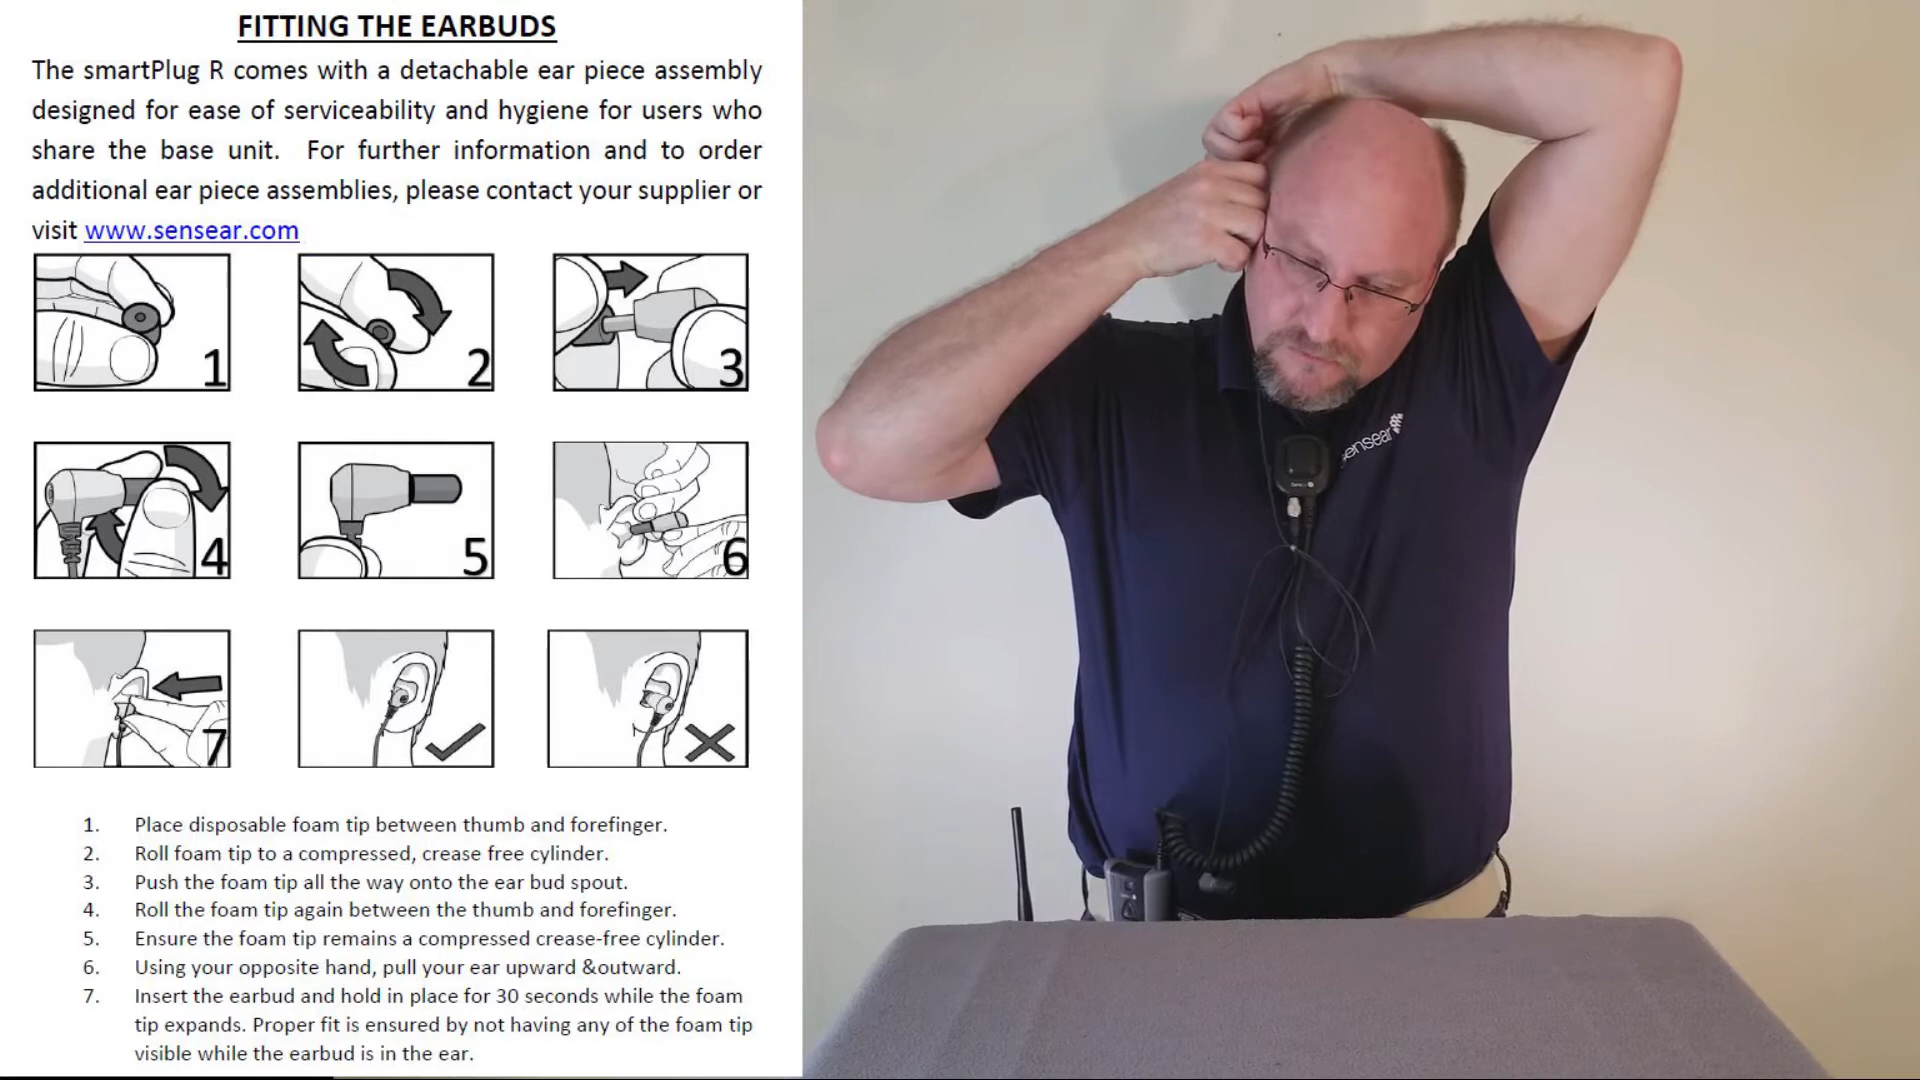 FITTING THE EARBUDS
The smartPlug R comes with a detachable ear piece assembly
designed for ease of serviceability and hygiene for users who
share the base unit. For further information and to order
additional ear piece assemblies, please contact your supplier or
visit www.sensear.com
1 2 3
4 5 6
7
1. Place disposable foam tip between thumb and forefinger.
2. Roll foam tip to a compressed, crease free cylinder.
3. Push the foam tip all the way onto the ear bud spout.
4. Roll the foam tip again between the thumb and forefinger.
5. Ensure the foam tip remains a compressed crease-free cylinder.
6. Using your opposite hand, pull your ear upward &outward.
7. Insert the earbud and hold in place for 30 seconds while the foam
tip expands. Proper fit is ensured by not having any of the foam tip
visible while the earbud is in the ear.
sensear